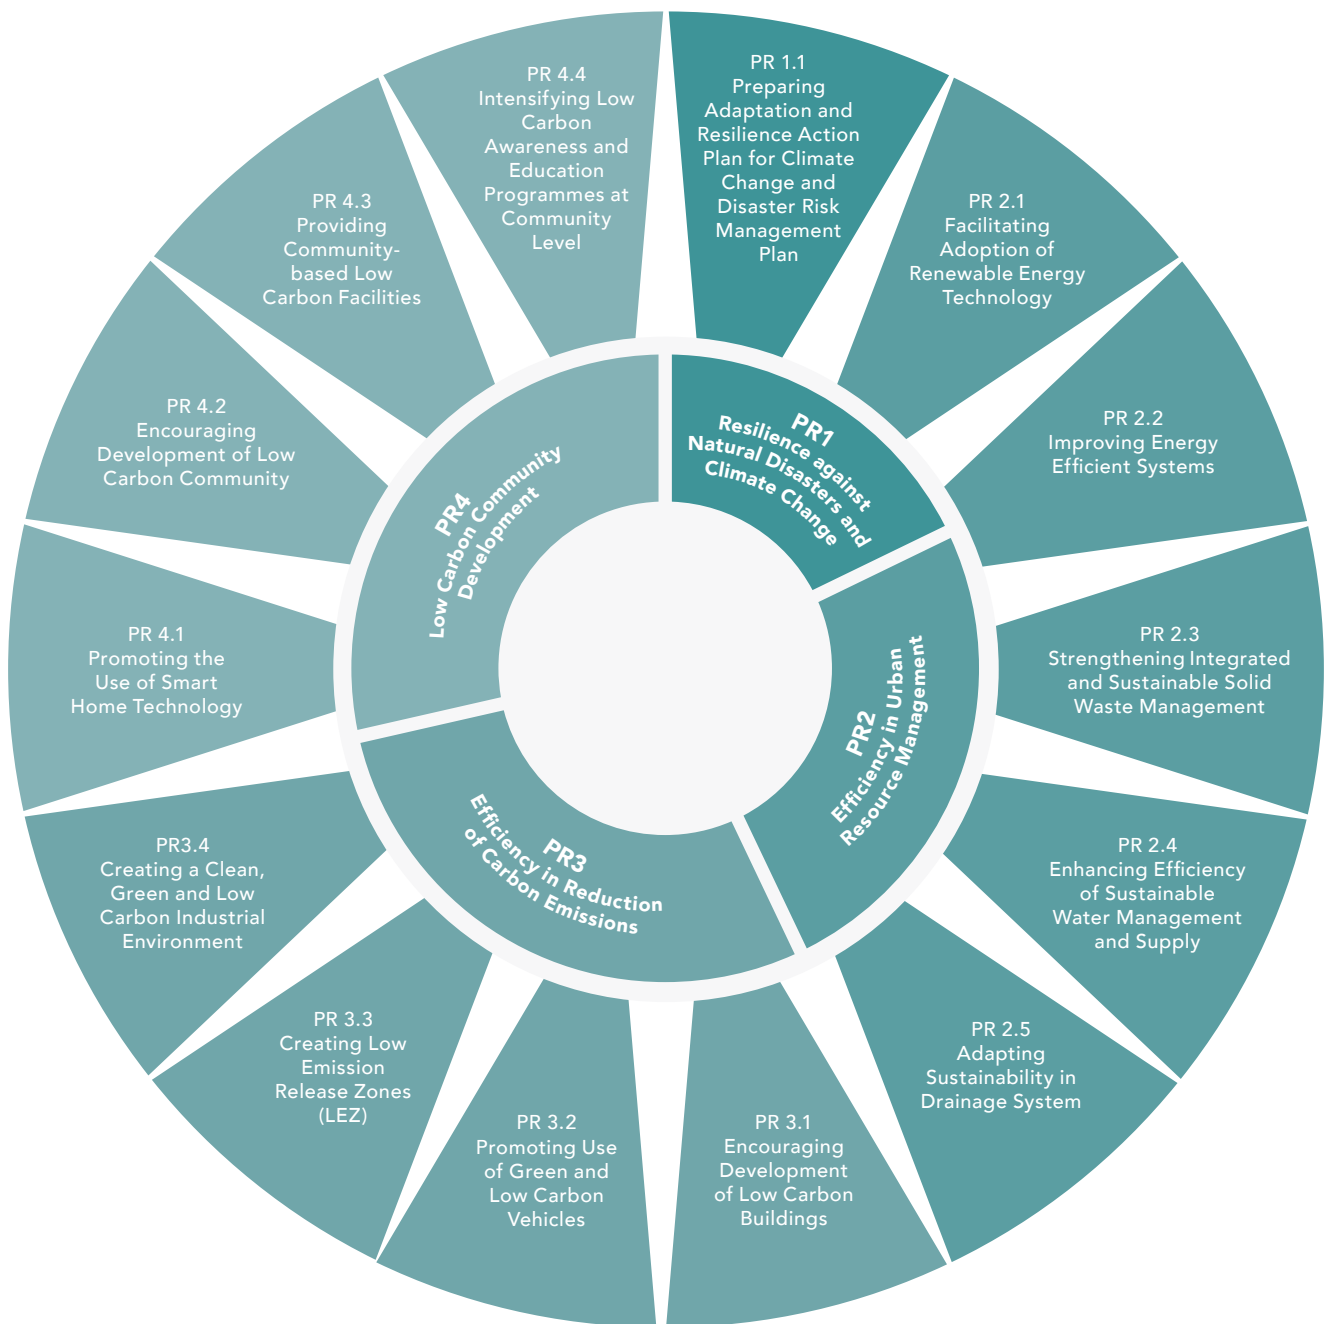 PR 1.1
Preparing
Adaptation and
Resilience Action
Plan for Climate
Change and
Disaster Risk
Management
Plan
PR 2.1
Facilitating
Adoption of
Renewable Energy
Technology
PR 2.2
Improving Energy
Efficient Systems
PR 2.3
Strengthening Integrated
and Sustainable Solid
Waste Management
PR 2.4
Enhancing Efficiency
of Sustainable
Water Management
and Supply
PR 2.5
Adapting
Sustainability in
Drainage System
PR 3.1
Encouraging
Development
of Low Carbon
Buildings
PR 3.2
Promoting Use
of Green and
Low Carbon
Vehicles
PR 3.3
Creating Low
Emission
Release Zones
(LEZ)
PR3.4
Creating a Clean,
Green and Low
Carbon Industrial
Environment
PR 4.1
Promoting the
Use of Smart
Home Technology
PR 4.2
Encouraging
Development of Low
Carbon Community
PR 4.3
Providing
Community-
based Low
Carbon Facilities
PR 4.4
Intensifying Low
Carbon
Awareness and
Education
Programmes at
Community
Level
PR1
Resilience against
Natural Disasters and
Climate Change
PR2
Efficiency in Urban
Resource Management
PR3
Efficiency in Reduction
of Carbon Emissions
PR4
Low Carbon Community
Development